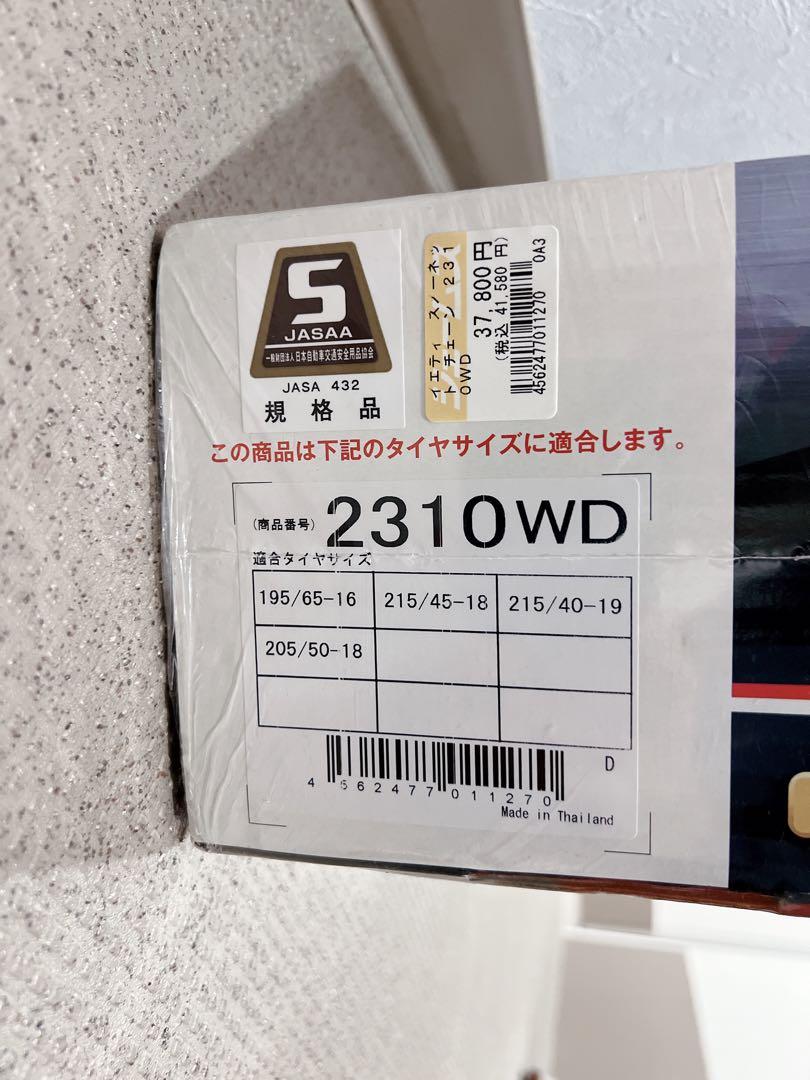 S
JASAA
一般財団法人日本自動車交通安全用品協会
JASA 432
規格品
イエティ スノーネッ
ト チェーン 231
0WD
37,800円
(税込 41,580 円)
4562477011270 0A3
この商品は下記のタイヤサイズに適合します。
(商品番号) 2310WD
適合タイヤサイズ
195/65-16 215/45-18 215/40-19
205/50-18
D
4 562477 011270
Made in Thailand